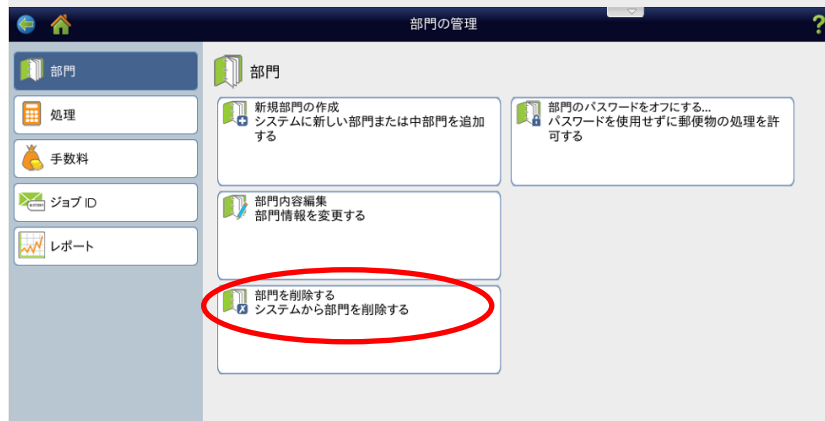 部門の管理
?
部門
処理
手数料
ジョブ ID
レポート
部門
新規部門の作成
システムに新しい部門または中部門を追加
する
部門のパスワードをオフにする...
パスワードを使用せずに郵便物の処理を許
可する
部門内容編集
部門情報を変更する
部門を削除する
システムから部門を削除する